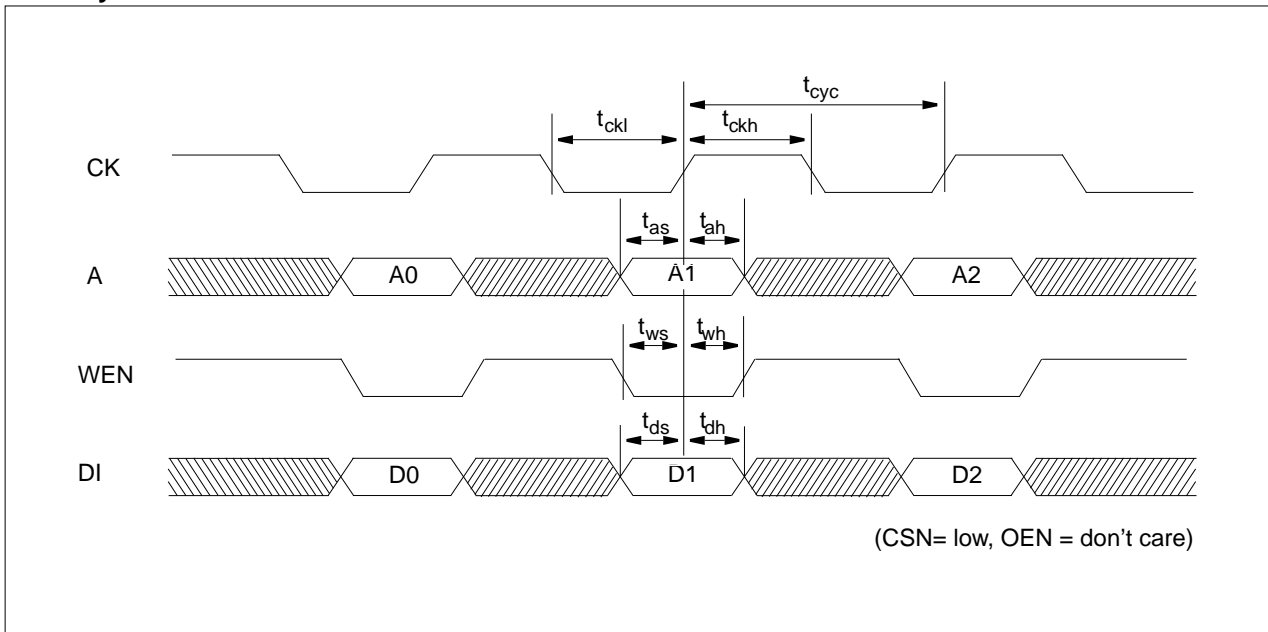 tcyc
tckl
tckh
CK
tas
tah
A
A0
A1
A2
tws
twh
WEN
tds
tdh
DI
D0
D1
D2
(CSN= low, OEN = don't care)